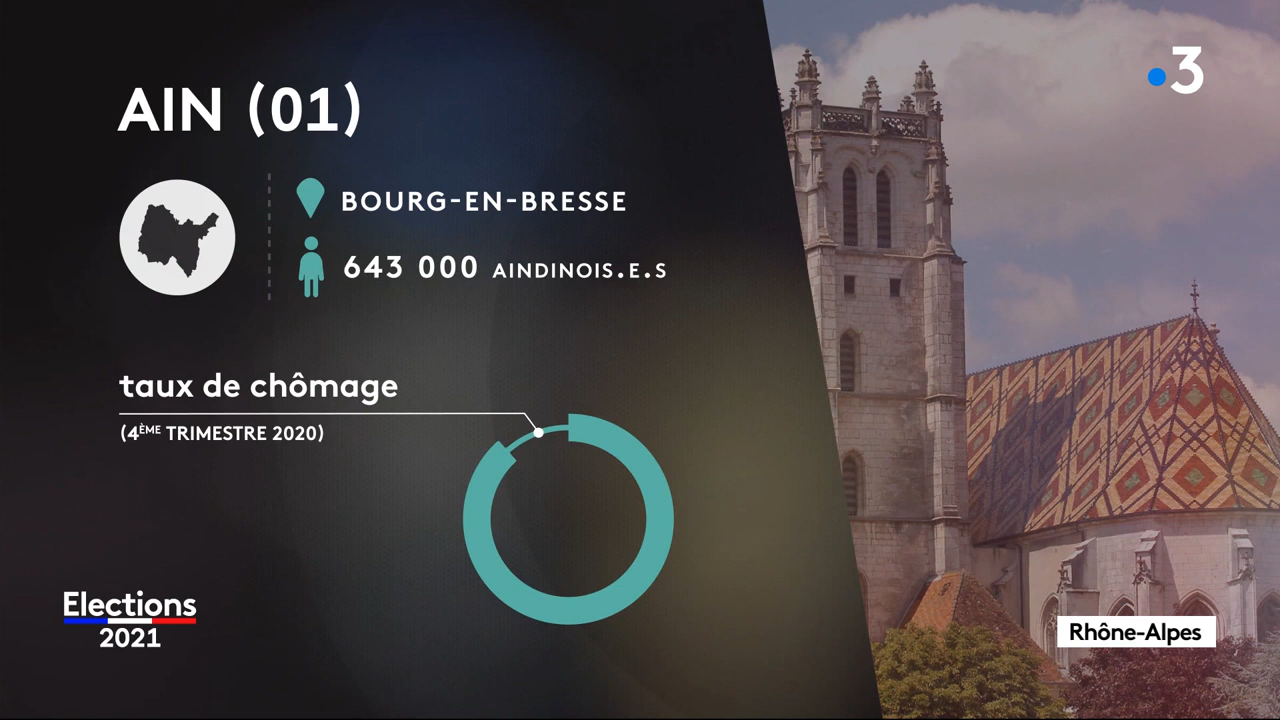 AIN (01)
BOURG-EN-BRESSE
643 000 AINDINOIS.E.S
taux de chômage
(4ÈME TRIMESTRE 2020)
Elections
2021
3
Rhône-Alpes